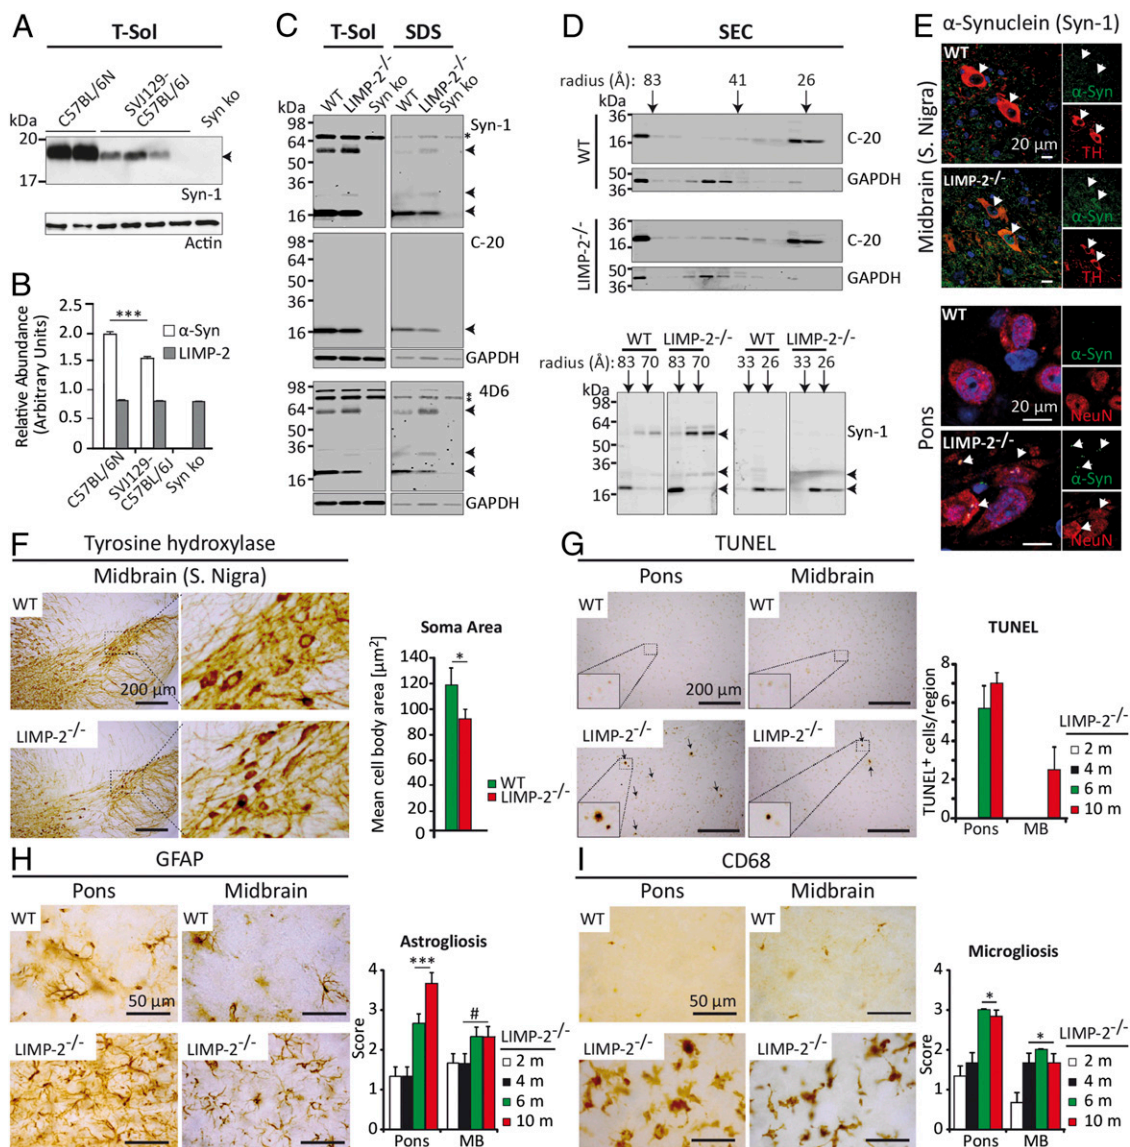 A
T-Sol
C57BL/6N
SVJ129-
C57BL/6J
Syn ko
kDa
20
17
Syn-1
Actin
B
Relative Abundance
(Arbitrary Units)
2.5
2.0
1.5
1.0
0.5
0
***
α-Syn
LIMP-2
C57BL/6N
SVJ129-
C57BL/6J
Syn ko
C
T-Sol SDS
WT LIMP-2-/- Syn ko WT LIMP-2-/- Syn ko
kDa
98
64
50
36
16
Syn-1
*
98
64
50
36
16
C-20
GAPDH
98
64
50
36
16
4D6
*
*
GAPDH
D
SEC
radius (Å): 83 41 26
kDa
WT
36
16
C-20
50
36
GAPDH
LIMP-2-/-
36
16
C-20
50
36
GAPDH
WT LIMP-2-/- WT LIMP-2-/-
radius (Å): 83 70 83 70 33 26 33 26
kDa
98
64
50
36
16
Syn-1
E α-Synuclein (Syn-1)
Midbrain (S. Nigra)
WT
α-Syn
20 µm
TH
LIMP-2-/-
α-Syn
TH
Pons
WT
α-Syn
20 µm
NeuN
LIMP-2-/-
α-Syn
NeuN
F
Tyrosine hydroxylase
Midbrain (S. Nigra)
WT
200 µm
LIMP-2-/-
Soma Area
Mean cell body area [µm2]
140
120
100
80
60
40
20
0
*
WT
LIMP-2-/-
G
TUNEL
Pons Midbrain
WT WT
200 µm
LIMP-2-/- LIMP-2-/-
TUNEL
TUNEL+ cells/region
8
6
4
2
0
Pons MB
LIMP-2-/-
2 m
4 m
6 m
10 m
H
GFAP
Pons Midbrain
WT WT
50 µm
LIMP-2-/- LIMP-2-/-
Astrogliosis
Score
4
3
2
1
0
***
#
Pons MB
LIMP-2-/-
2 m
4 m
6 m
10 m
I
CD68
Pons Midbrain
WT WT
50 µm
LIMP-2-/- LIMP-2-/-
Microgliosis
Score
4
3
2
1
0
*
*
Pons MB
LIMP-2-/-
2 m
4 m
6 m
10 m